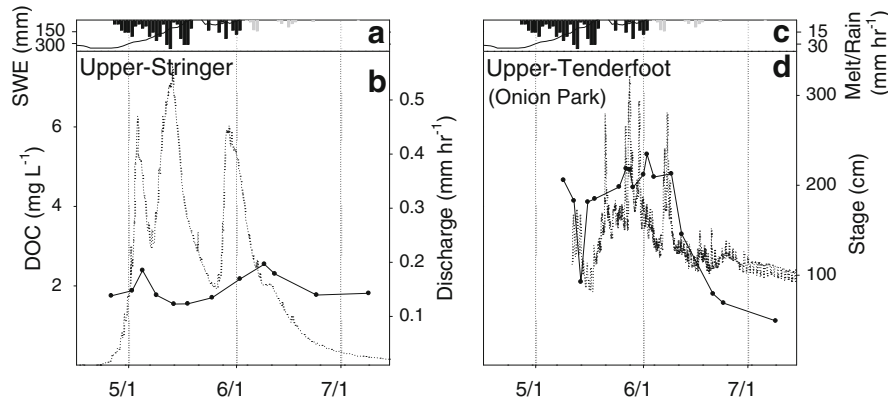 SWE (mm)
150
300
a
c
15
30
Melt/Rain
(mm hr-1)
Upper-Stringer
b
Upper-Tenderfoot
(Onion Park)
d
DOC (mg L-1)
6
4
2
0.5
0.4
0.3
0.2
0.1
Discharge (mm hr-1)
300
200
100
Stage (cm)
5/1
6/1
7/1
5/1
6/1
7/1